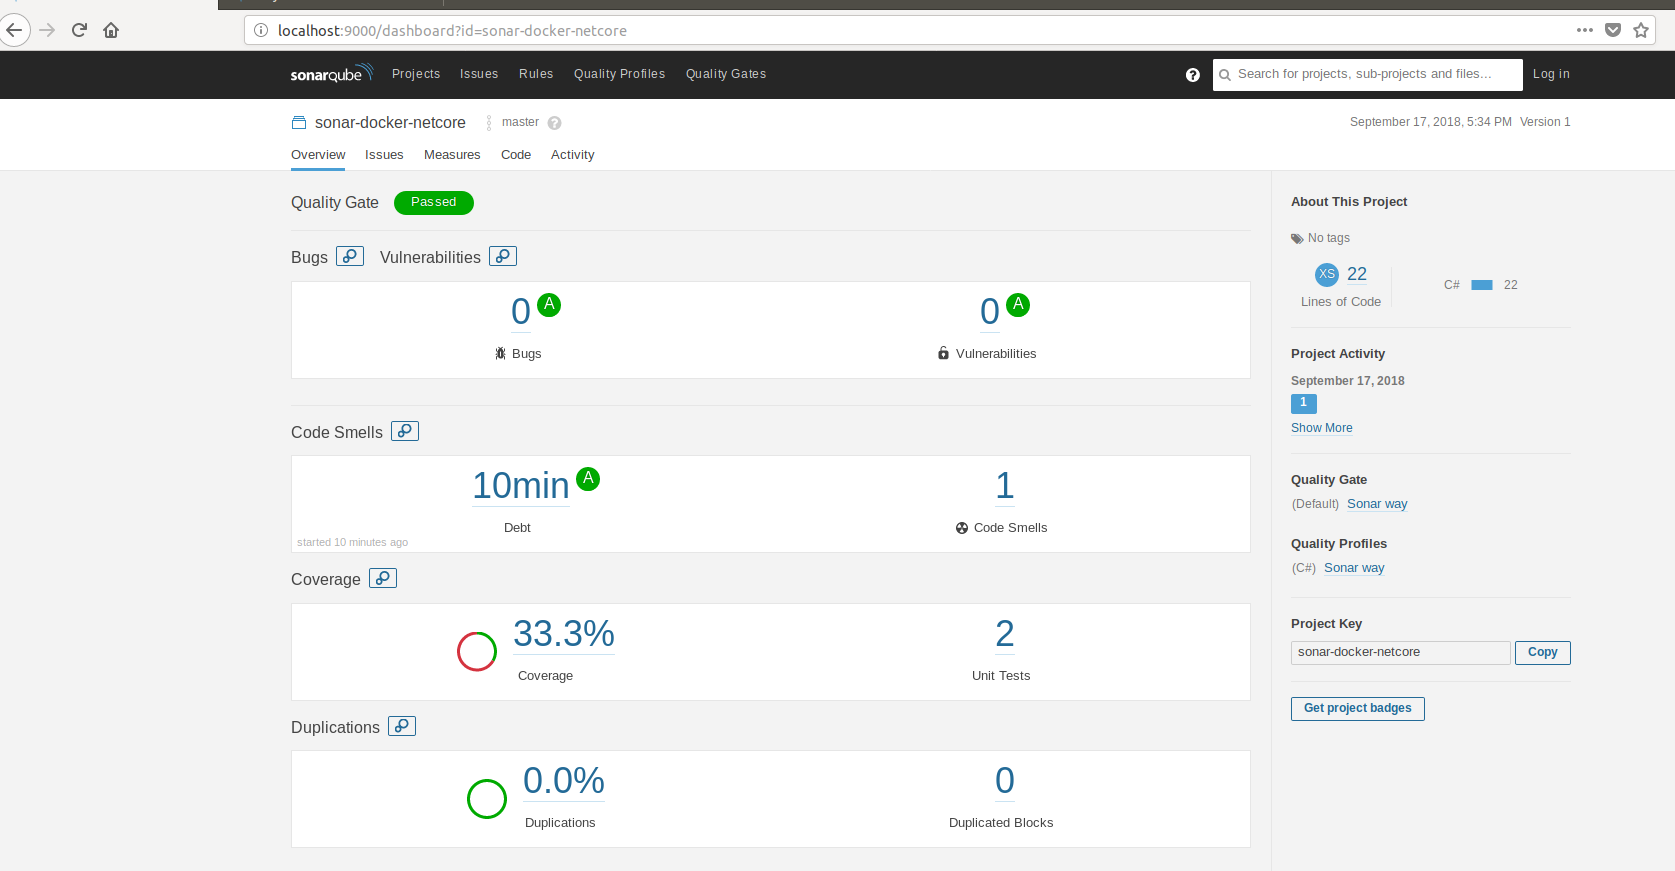 localhost:9000/dashboard?id=sonar-docker-netcore
sonarqube Projects Issues Rules Quality Profiles Quality Gates ? Search for projects, sub-projects and files... Log in
sonar-docker-netcore master ? September 17, 2018, 5:34 PM Version 1
Overview Issues Measures Code Activity
Quality Gate Passed
Bugs Vulnerabilities
0 A 0 A
Bugs Vulnerabilities
Code Smells
10min A 1
Debt Code Smells
started 10 minutes ago
Coverage
33.3% 2
Coverage Unit Tests
Duplications
0.0% 0
Duplications Duplicated Blocks
About This Project
No tags
XS 22 C# 22
Lines of Code
Project Activity
September 17, 2018
1
Show More
Quality Gate
(Default) Sonar way
Quality Profiles
(C#) Sonar way
Project Key
sonar-docker-netcore Copy
Get project badges